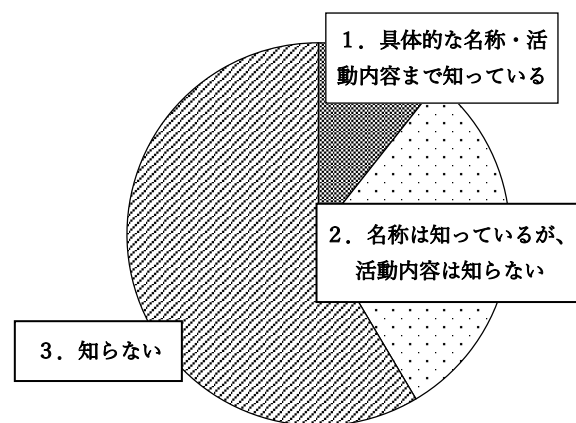 １．具体的な名称・活
動内容まで知っている
２．名称は知っているが、
活動内容は知らない
３．知らない